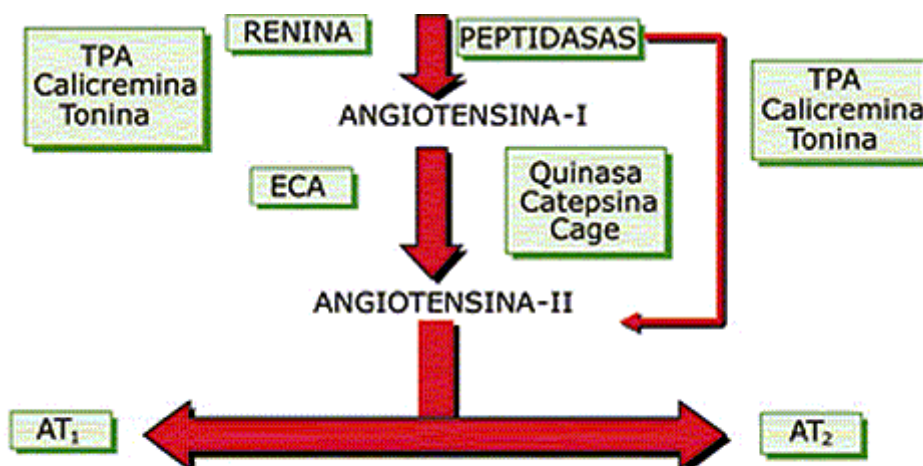 RENINA
PEPTIDASAS
TPA
Calicremina
Tonina
TPA
Calicremina
Tonina
ANGIOTENSINA-I
ECA
Quinasa
Catepsina
Cage
ANGIOTENSINA-II
AT₁
AT₂